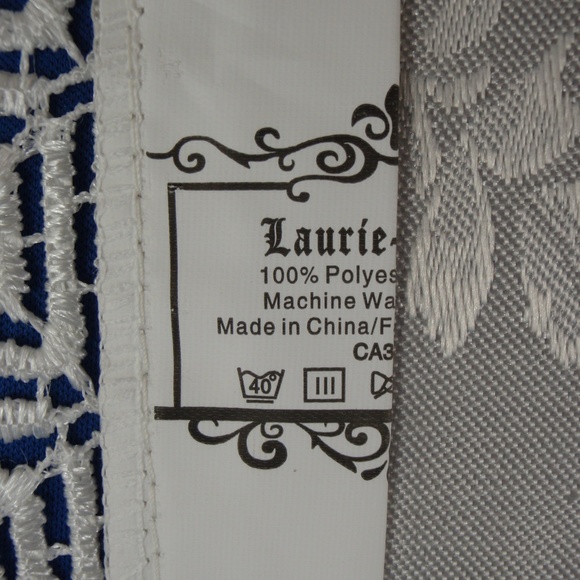 Laurie-
100% Polyes
Machine Wa
Made in China/F
CA3
40°